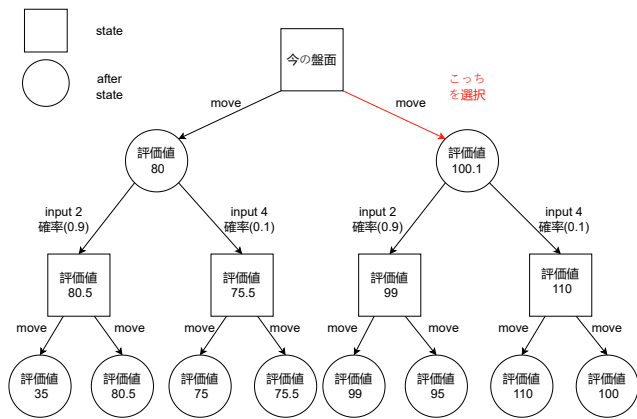 state
after
state
今の盤面
こっち
を選択
move
move
評価値
80
評価値
100.1
input 2
確率(0.9)
input 4
確率(0.1)
input 2
確率(0.9)
input 4
確率(0.1)
評価値
80.5
評価値
75.5
評価値
99
評価値
110
move
move
move
move
move
move
move
move
評価値
35
評価値
80.5
評価値
75
評価値
75.5
評価値
99
評価値
95
評価値
110
評価値
100